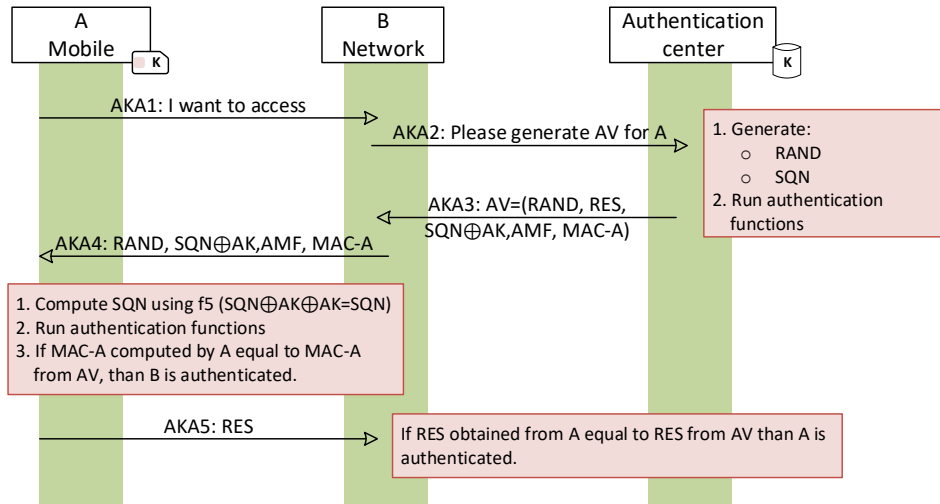 A
Mobile
K
B
Network
Authentication
center
K
AKA1: I want to access
AKA2: Please generate AV for A
1. Generate:
o RAND
o SQN
2. Run authentication
functions
AKA3: AV=(RAND, RES,
SQN⊕AK,AMF, MAC-A)
AKA4: RAND, SQN⊕AK,AMF, MAC-A
1. Compute SQN using f5 (SQN⊕AK⊕AK=SQN)
2. Run authentication functions
3. If MAC-A computed by A equal to MAC-A
from AV, than B is authenticated.
AKA5: RES
If RES obtained from A equal to RES from AV than A is
authenticated.